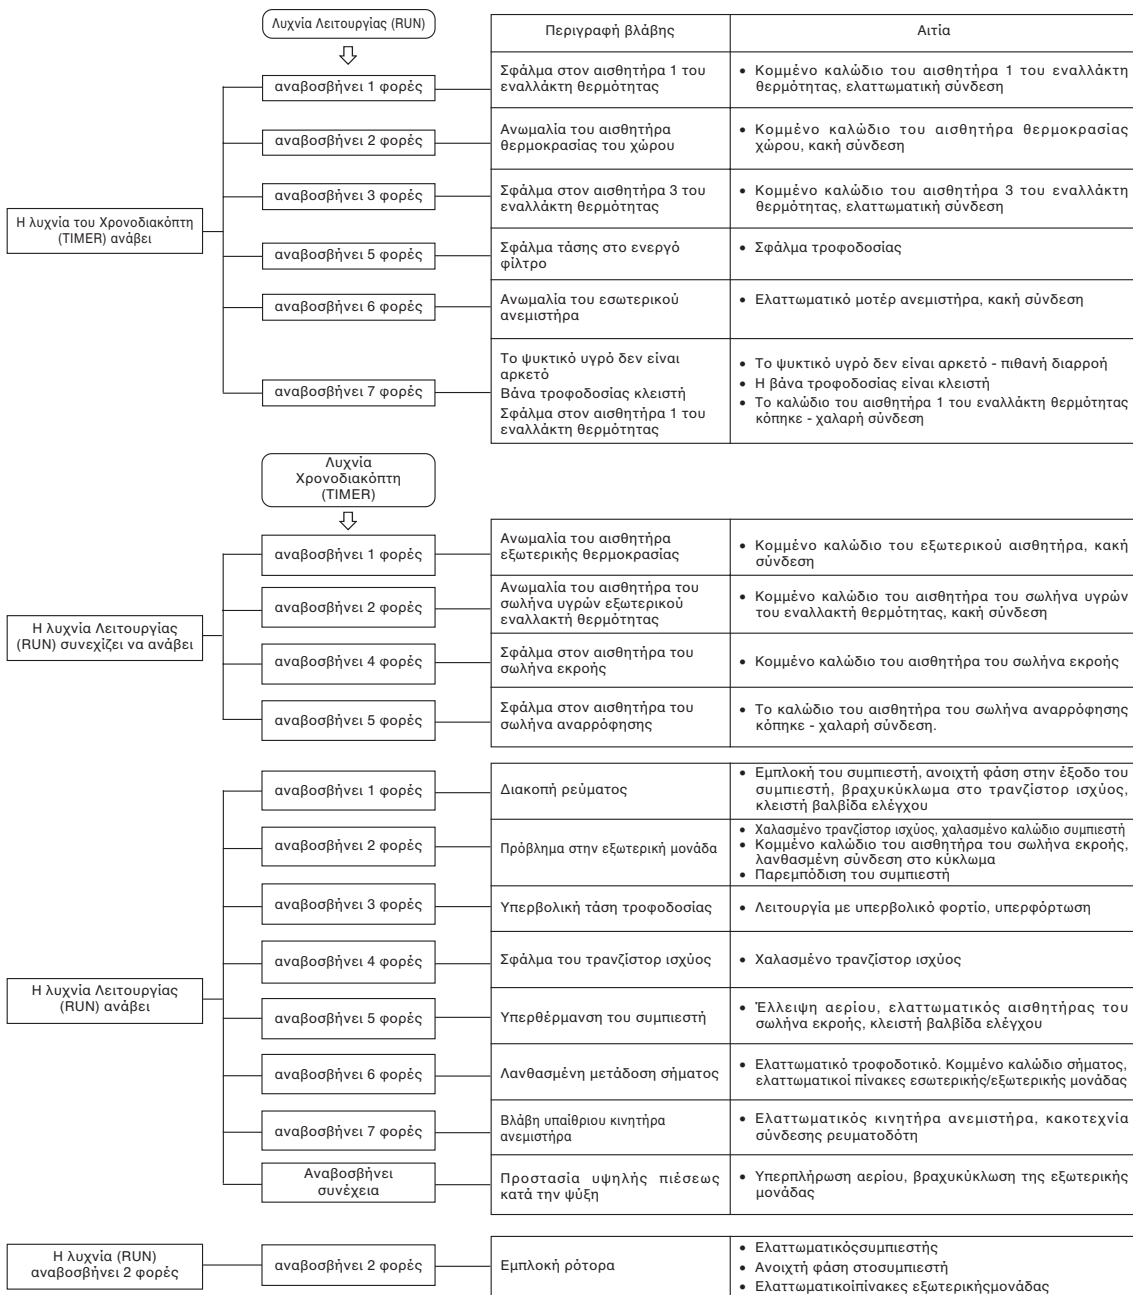 Λυχνία Λειτουργίας (RUN)
Περιγραφή βλάβης
Αιτία
Η λυχνία του Χρονοδιακόπτη
(TIMER) ανάβει
αναβοσβήνει 1 φορές
Σφάλμα στον αισθητήρα 1 του
εναλλάκτη θερμότητας
• Κομμένο καλώδιο του αισθητήρα 1 του εναλλάκτη
θερμότητας, ελαττωματική σύνδεση
αναβοσβήνει 2 φορές
Ανωμαλία του αισθητήρα
θερμοκρασίας του χώρου
• Κομμένο καλώδιο του αισθητήρα θερμοκρασίας
χώρου, κακή σύνδεση
αναβοσβήνει 3 φορές
Σφάλμα στον αισθητήρα 3 του
εναλλάκτη θερμότητας
• Κομμένο καλώδιο του αισθητήρα 3 του εναλλάκτη
θερμότητας, ελαττωματική σύνδεση
αναβοσβήνει 5 φορές
Σφάλμα τάσης στο ενεργό
φίλτρο
• Σφάλμα τροφοδοσίας
αναβοσβήνει 6 φορές
Ανωμαλία του εσωτερικού
ανεμιστήρα
• Ελαττωματικό μοτέρ ανεμιστήρα, κακή σύνδεση
αναβοσβήνει 7 φορές
Το ψυκτικό υγρό δεν είναι
αρκετό
Βάνα τροφοδοσίας κλειστή
Σφάλμα στον αισθητήρα 1 του
εναλλάκτη θερμότητας
• Το ψυκτικό υγρό δεν είναι αρκετό - πιθανή διαρροή
• Η βάνα τροφοδοσίας είναι κλειστή
• Το καλώδιο του αισθητήρα 1 του εναλλάκτη θερμότητας
κόπηκε - χαλαρή σύνδεση
Λυχνία
Χρονοδιακόπτη
(TIMER)
Η λυχνία Λειτουργίας
(RUN) συνεχίζει να ανάβει
αναβοσβήνει 1 φορές
Ανωμαλία του αισθητήρα
εξωτερικής θερμοκρασίας
• Κομμένο καλώδιο του εξωτερικού αισθητήρα, κακή
σύνδεση
αναβοσβήνει 2 φορές
Ανωμαλία του αισθητήρα του
σωλήνα υγρών εξωτερικού
εναλλακτή θερμότητας
• Κομμένο καλώδιο του αισθητήρα του σωλήνα υγρών
του εναλλακτή θερμότητας, κακή σύνδεση
αναβοσβήνει 4 φορές
Σφάλμα στον αισθητήρα του
σωλήνα εκροής
• Κομμένο καλώδιο του αισθητήρα του σωλήνα εκροής
αναβοσβήνει 5 φορές
Σφάλμα στον αισθητήρα του
σωλήνα αναρρόφησης
• Το καλώδιο του αισθητήρα του σωλήνα αναρρόφησης
κόπηκε - χαλαρή σύνδεση.
Η λυχνία Λειτουργίας
(RUN) ανάβει
αναβοσβήνει 1 φορές
Διακοπή ρεύματος
• Εμπλοκή του συμπιεστή, ανοιχτή φάση στην έξοδο του
συμπιεστή, βραχυκύκλωμα στο τρανζίστορ ισχύος,
κλειστή βαλβίδα ελέγχου
αναβοσβήνει 2 φορές
Πρόβλημα στην εξωτερική μονάδα
• Χαλασμένο τρανζίστορ ισχύος, χαλασμένο καλώδιο συμπιεστή
• Κομμένο καλώδιο του αισθητήρα του σωλήνα εκροής,
λανθασμένη σύνδεση στο κύκλωμα
• Παρεμπόδιση του συμπιεστή
αναβοσβήνει 3 φορές
Υπερβολική τάση τροφοδοσίας
• Λειτουργία με υπερβολικό φορτίο, υπερφόρτωση
αναβοσβήνει 4 φορές
Σφάλμα του τρανζίστορ ισχύος
• Χαλασμένο τρανζίστορ ισχύος
αναβοσβήνει 5 φορές
Υπερθέρμανση του συμπιεστή
• Έλλειψη αερίου, ελαττωματικός αισθητήρας του
σωλήνα εκροής, κλειστή βαλβίδα ελέγχου
αναβοσβήνει 6 φορές
Λανθασμένη μετάδοση σήματος
• Ελαττωματικό τροφοδοτικό. Κομμένο καλώδιο σήματος,
ελαττωματικοί πίνακες εσωτερικής/εξωτερικής μονάδας
αναβοσβήνει 7 φορές
Βλάβη υπαίθριου κινητήρα
ανεμιστήρα
• Ελαττωματικός κινητήρα ανεμιστήρα, κακοτεχνία
σύνδεσης ρευματοδότη
Αναβοσβήνει
συνέχεια
Προστασία υψηλής πιέσεως
κατά την ψύξη
• Υπερπλήρωση αερίου, βραχυκύκλωση της εξωτερικής
μονάδας
Η λυχνία (RUN)
αναβοσβήνει 2 φορές
αναβοσβήνει 2 φορές
Εμπλοκή ρότορα
• Ελαττωματικόςσυμπιεστής
• Ανοιχτή φάση στοσυμπιεστή
• Ελαττωματικοίπίνακες εξωτερικήςμονάδας